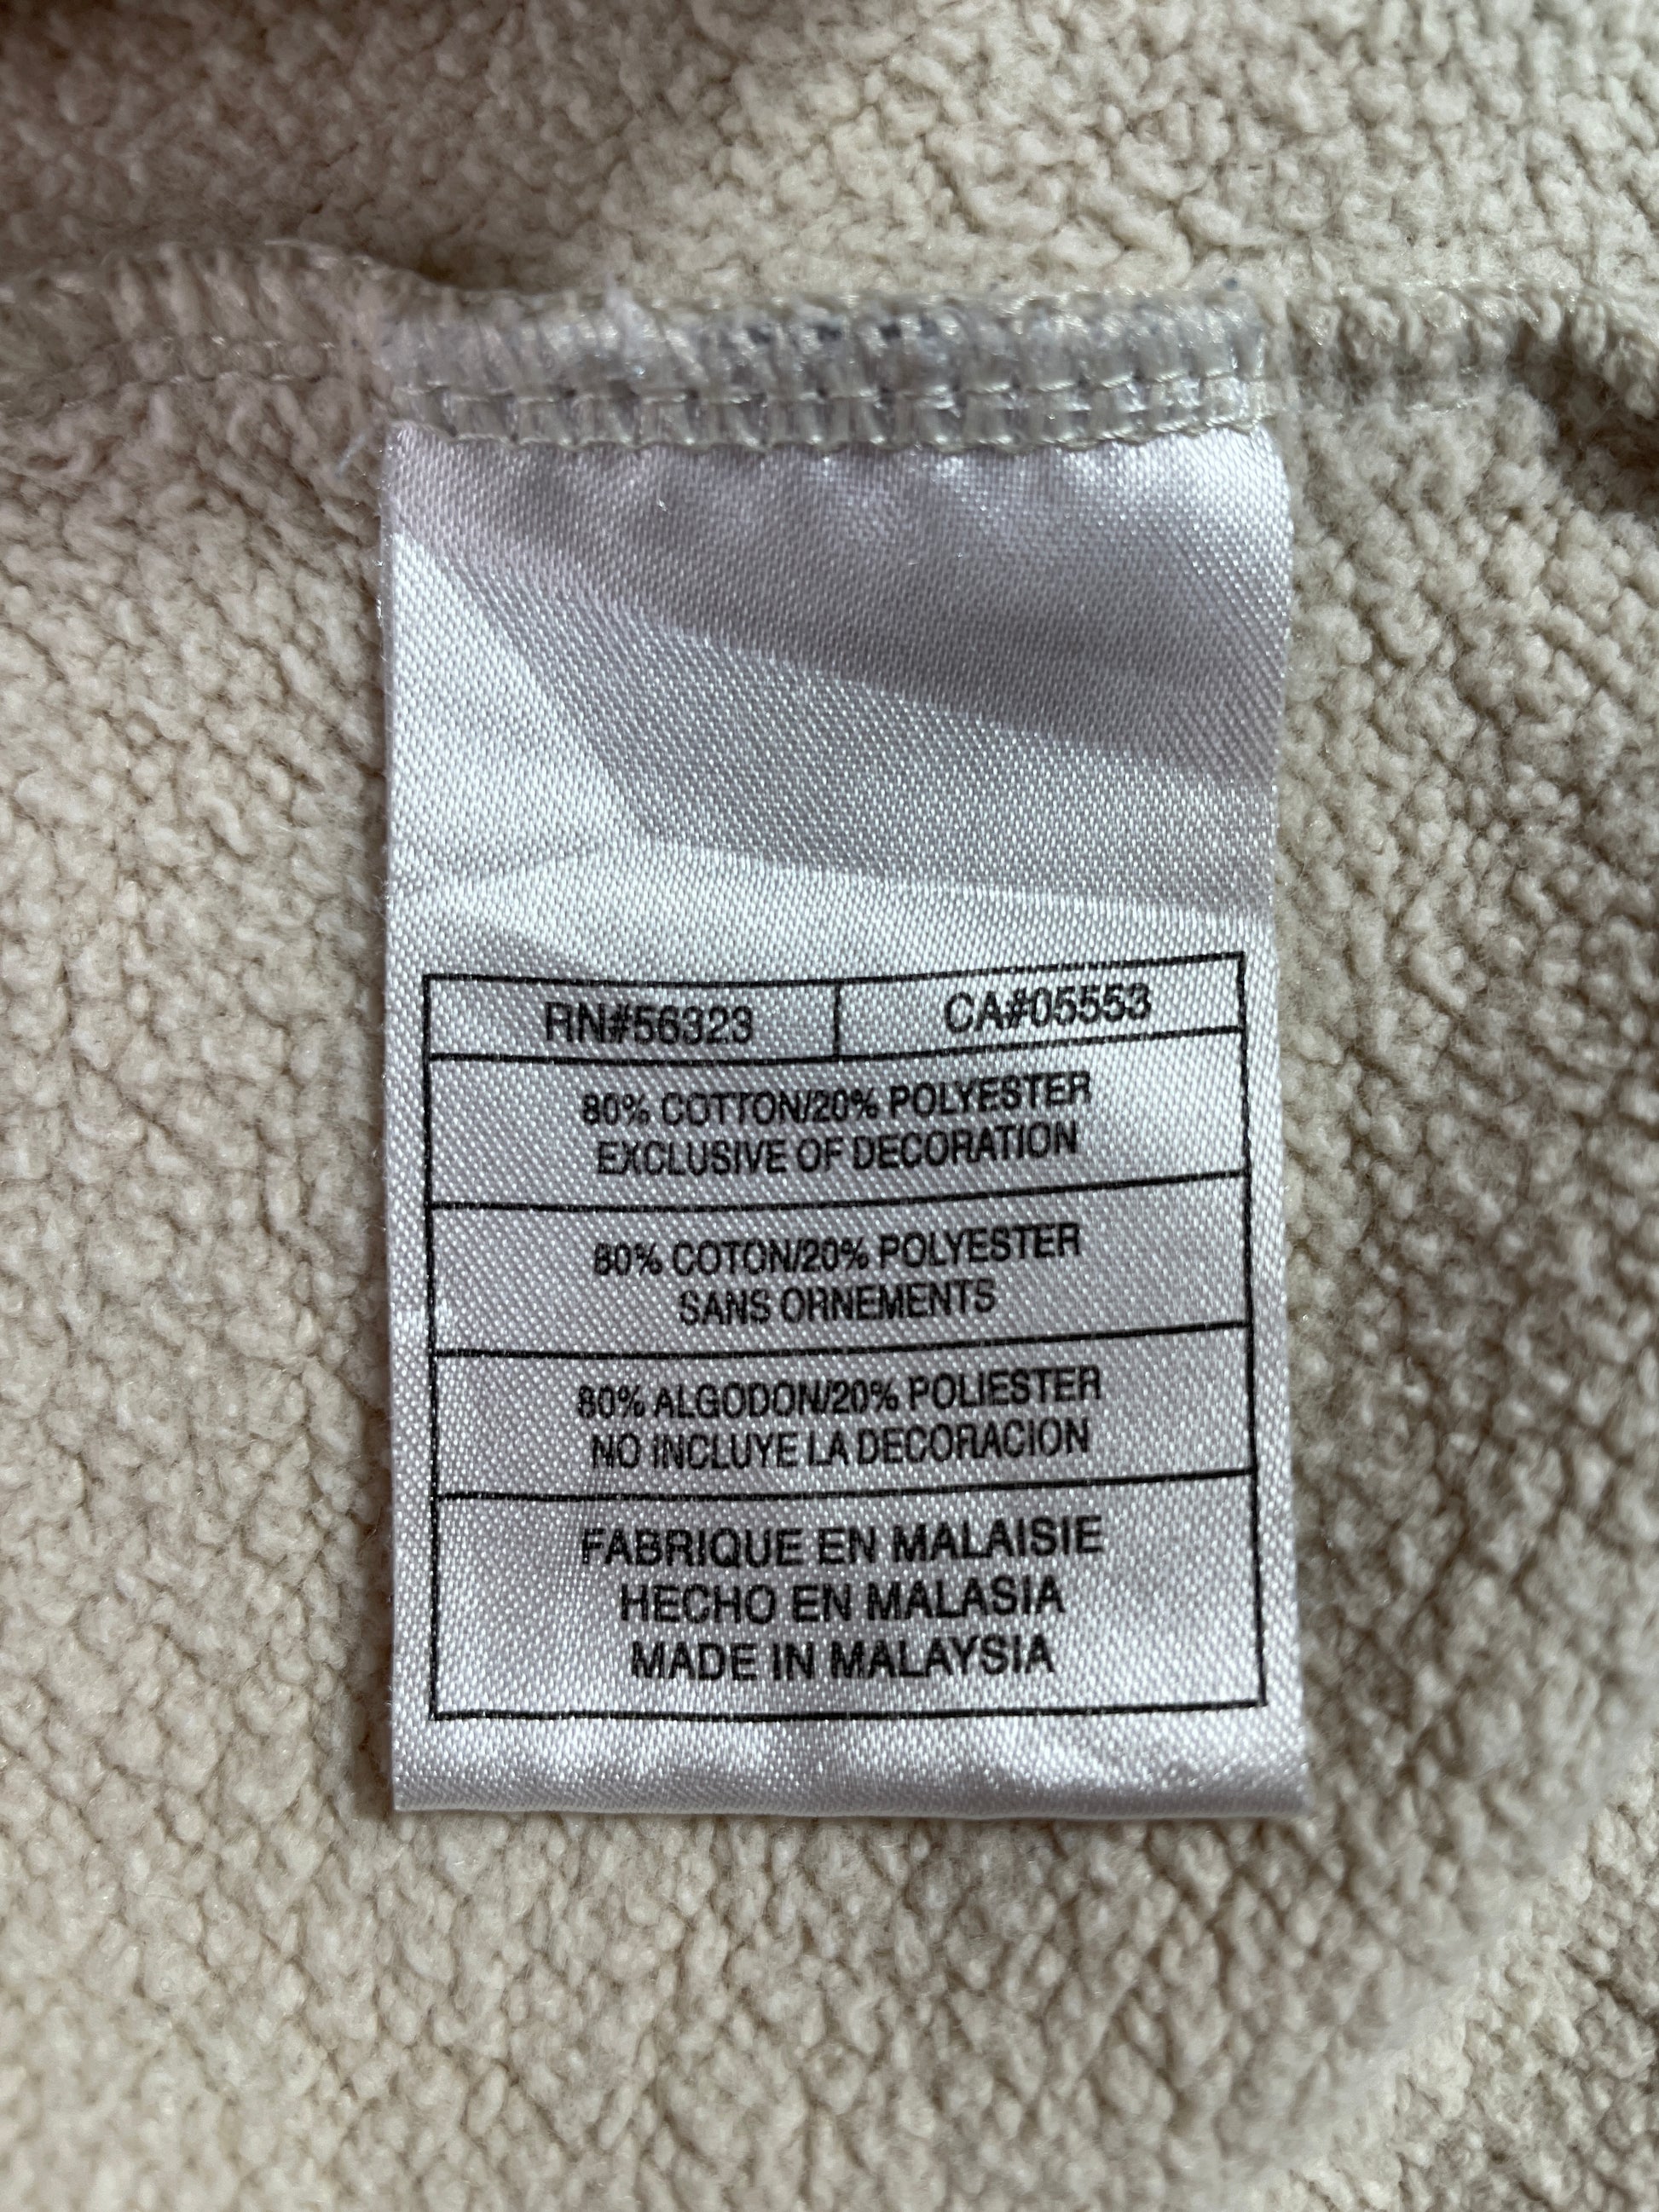 RN#56323 CA#05553
80% COTTON/20% POLYESTER
EXCLUSIVE OF DECORATION
80% COTON/20% POLYESTER
SANS ORNEMENTS
80% ALGODON/20% POLIESTER
NO INCLUYE LA DECORACION
FABRIQUE EN MALAISIE
HECHO EN MALASIA
MADE IN MALAYSIA